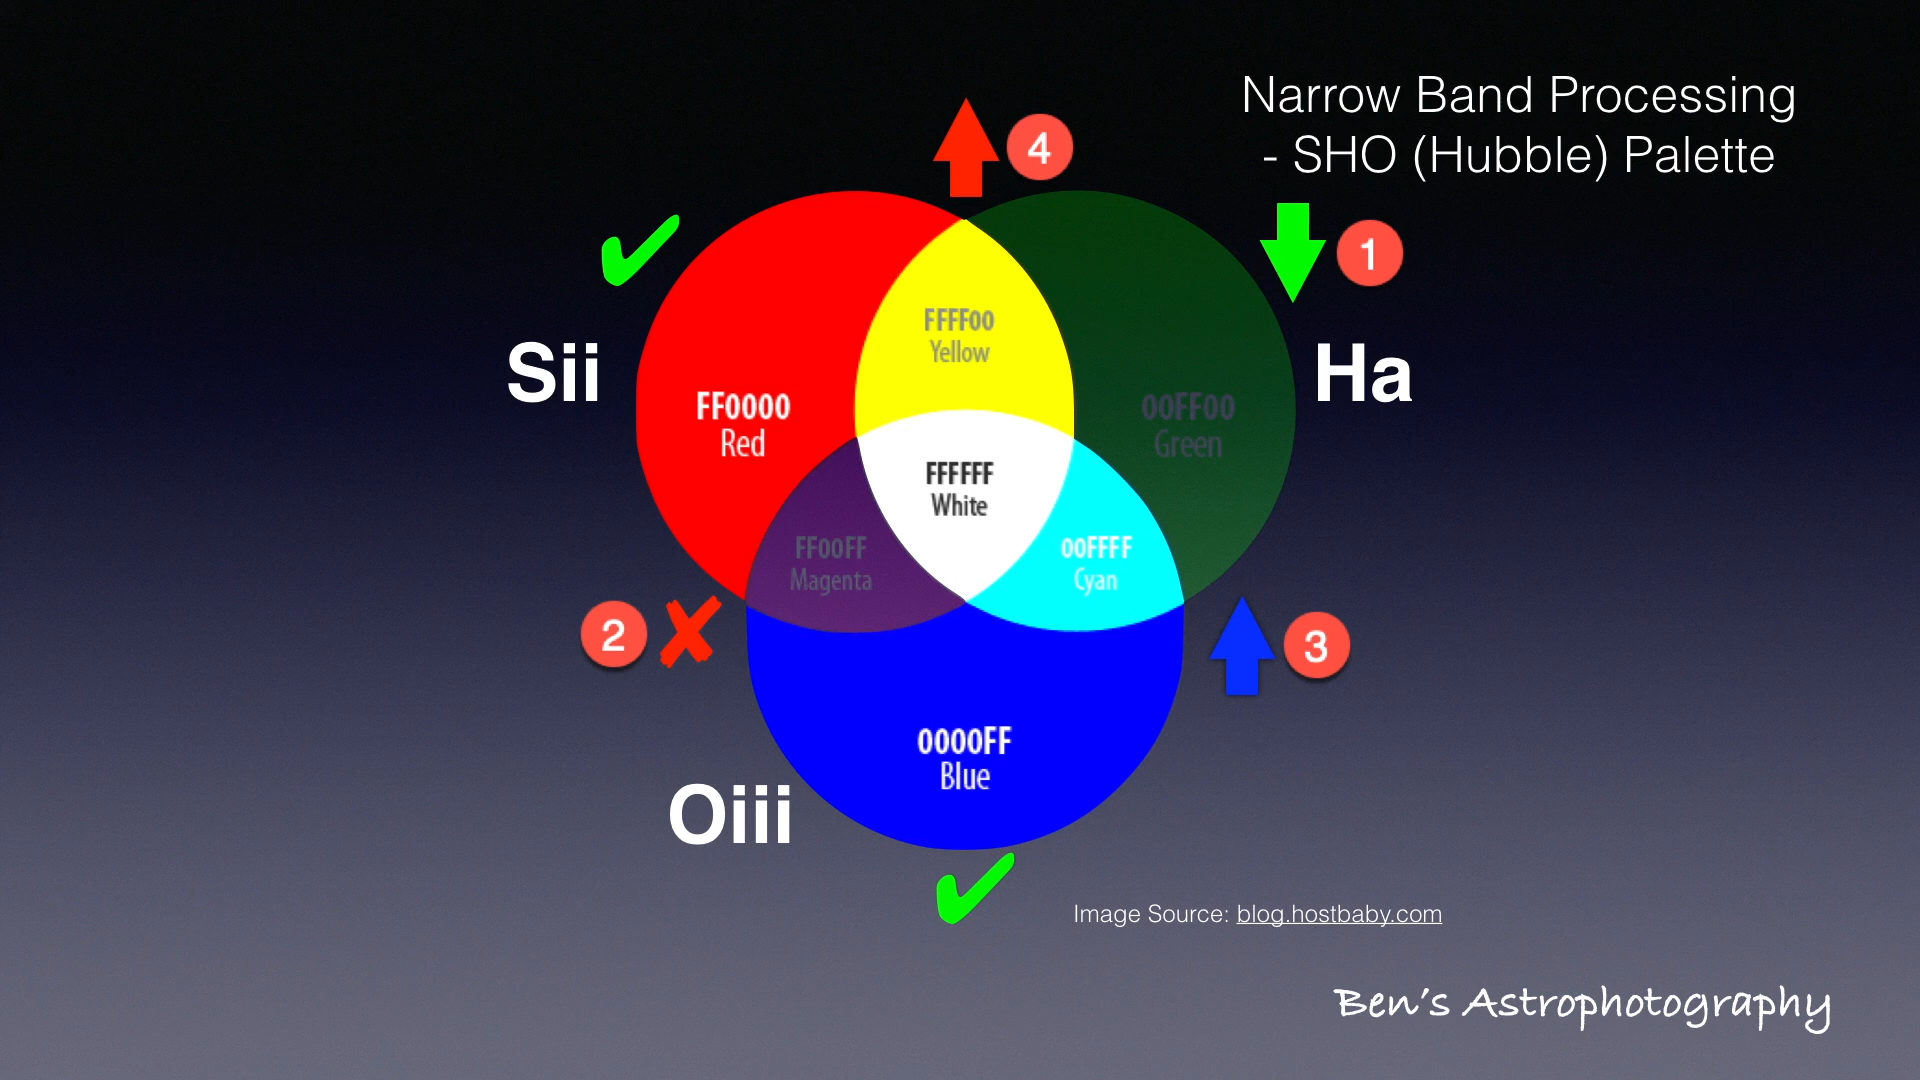 Narrow Band Processing
- SHO (Hubble) Palette
4
1
Sii
Ha
FFFF00
Yellow
FF0000
Red
00FF00
Green
FFFFFF
White
FF00FF
Magenta
00FFFF
Cyan
2
3
0000FF
Blue
Oiii
Image Source: blog.hostbaby.com
Ben's Astrophotography